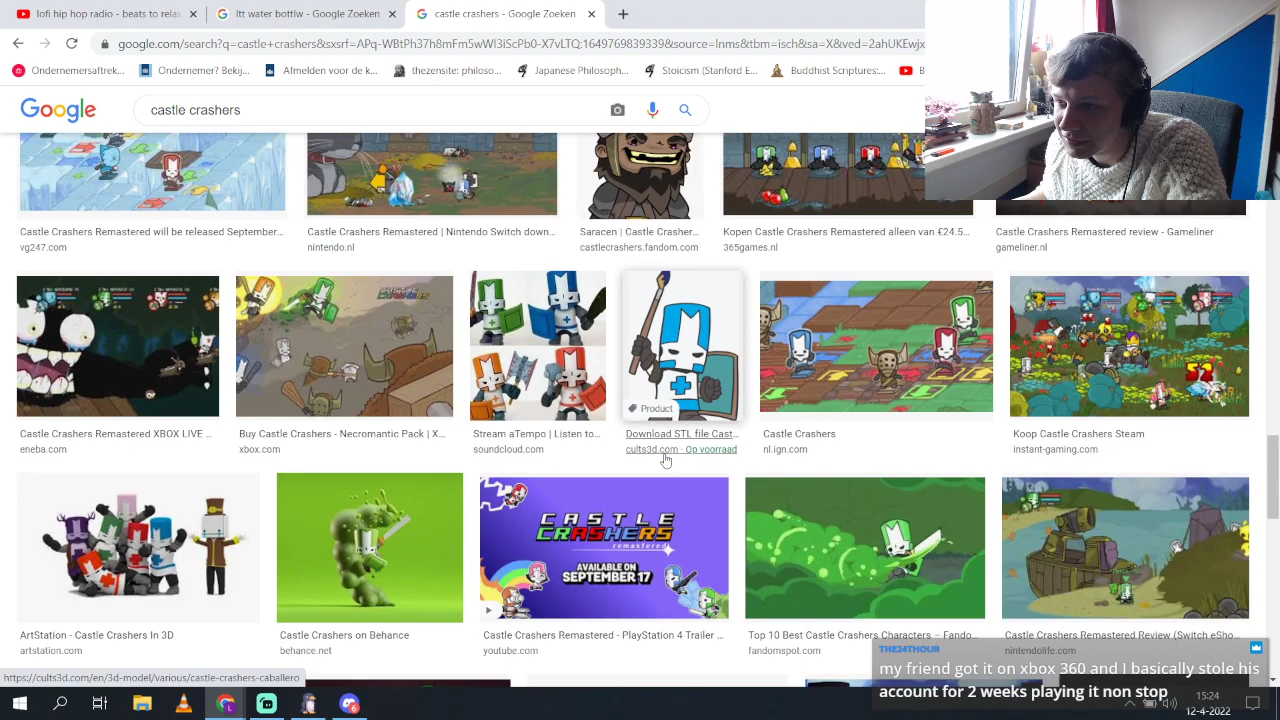 lofi hip hop radio - beats to relax
ltt water bottlw - Google Zoeken
castle crashers - Google Zoeken
google.com/search?q=castle+crashers&sxsrf=APq-WBtPh37h8mFm5wWI3iScPb0-X7vLTQ:1649769839339&source=lnms&tbm=isch&sa=X&ved=2ahUKEwjx
Ondernemersaftrek...
Ondernemer? Bekij...
Afmelden voor de k...
thezensite: philoso...
Japanese Philosoph...
Stoicism (Stanford E...
Buddhist Scriptures:...
B
Google
castle crashers
Castle Crashers Remastered will be released September...
vg247.com
Castle Crashers Remastered | Nintendo Switch down...
nintendo.nl
Saracen | Castle Crasher...
castlecrashers.fandom.com
Kopen Castle Crashers Remastered alleen van €24.5...
365games.nl
Castle Crashers Remastered review - Gameliner
gameliner.nl
Product
Castle Crashers Remastered XBOX LIVE ...
eneba.com
Buy Castle Crashers - Necromantic Pack | X...
xbox.com
Stream aTempo | Listen to...
soundcloud.com
Download STL file Cast...
cults3d.com · Op voorraad
Castle Crashers
nl.ign.com
Koop Castle Crashers Steam
instant-gaming.com
CASTLE
CRASHERS
remastered
AVAILABLE ON
SEPTEMBER 17
ArtStation - Castle Crashers In 3D
artstation.com
Castle Crashers on Behance
behance.net
Castle Crashers Remastered - PlayStation 4 Trailer ...
youtube.com
Top 10 Best Castle Crashers Characters – Fando...
fandomspot.com
Castle Crashers Remastered Review (Switch eSho...
nintendolife.com
THE24THOUR
my friend got it on xbox 360 and I basically stole his
account for 2 weeks playing it non stop
https://cults3d.com/en/3d-model/various/castle-crashers-caballero
6
15:24
12-4-2022